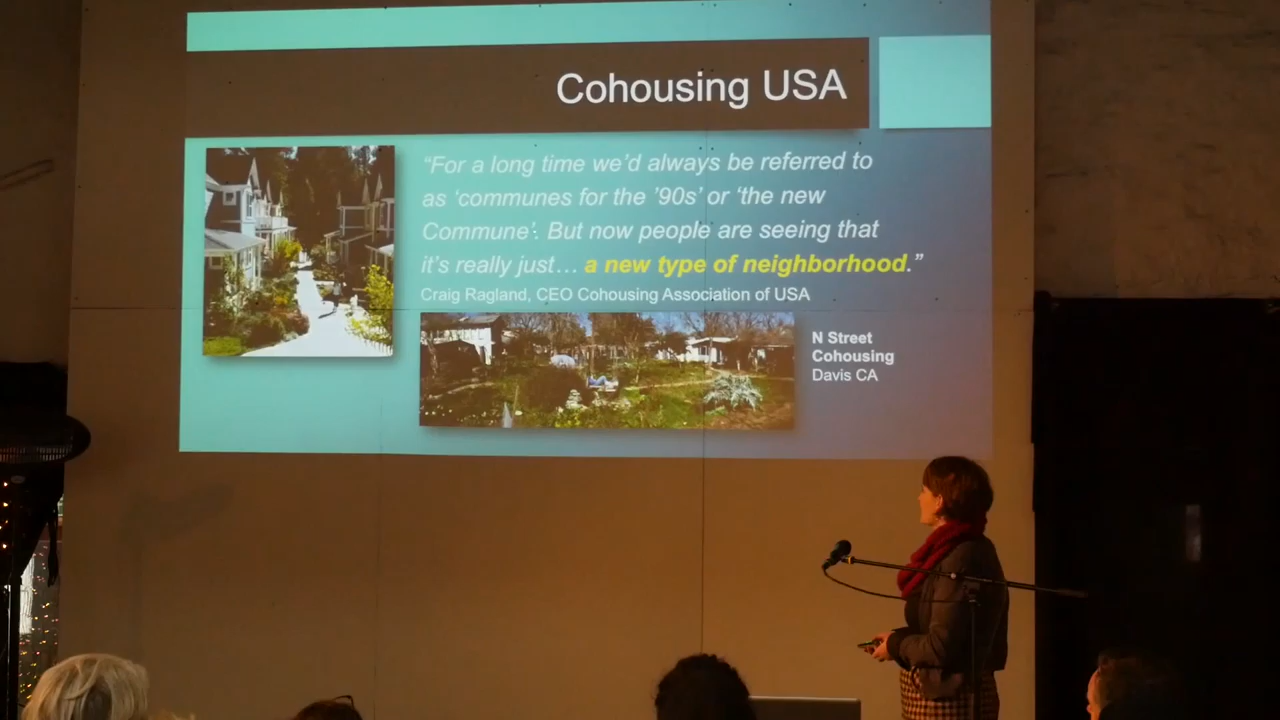 Cohousing USA
“For a long time we’d always be referred to
as ‘communes for the ’90s’ or ‘the new
Commune’. But now people are seeing that
it’s really just… a new type of neighborhood.”
Craig Ragland, CEO Cohousing Association of USA
N Street
Cohousing
Davis CA